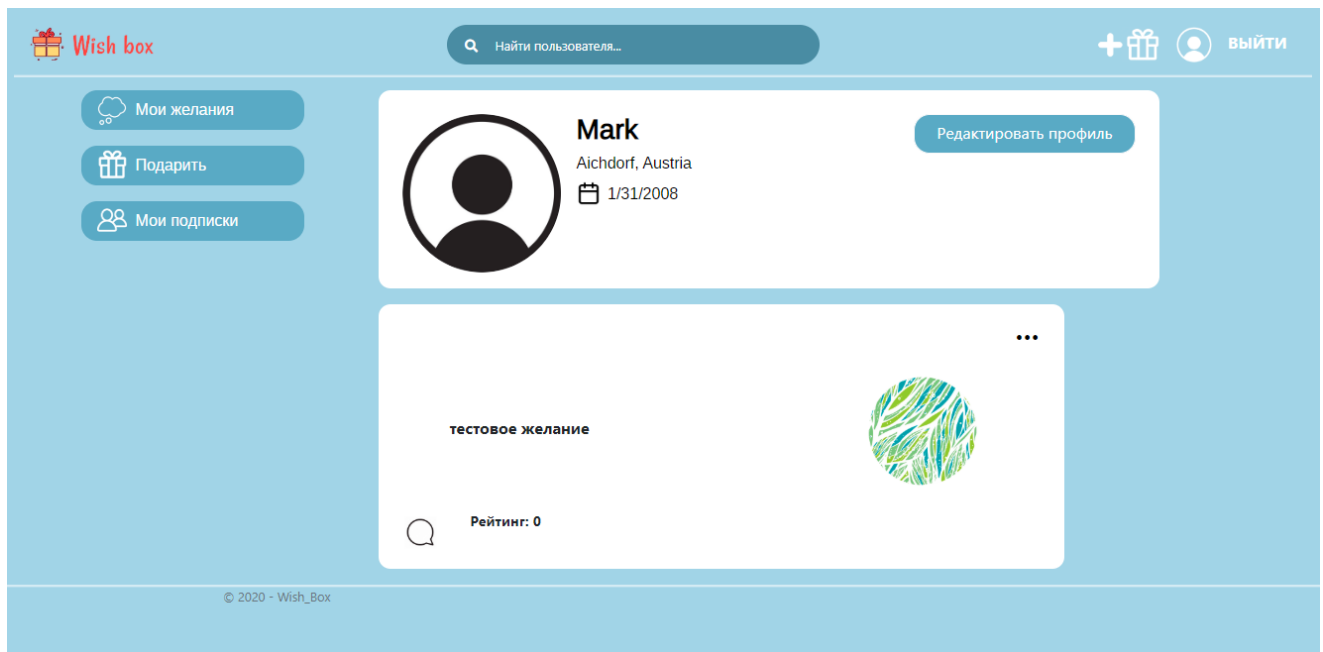 Wish box
Найти пользователя...
выйти
Мои желания
Подарить
Мои подписки
Mark
Редактировать профиль
Aichdorf, Austria
1/31/2008
тестовое желание
Рейтинг: 0
© 2020 - Wish_Box